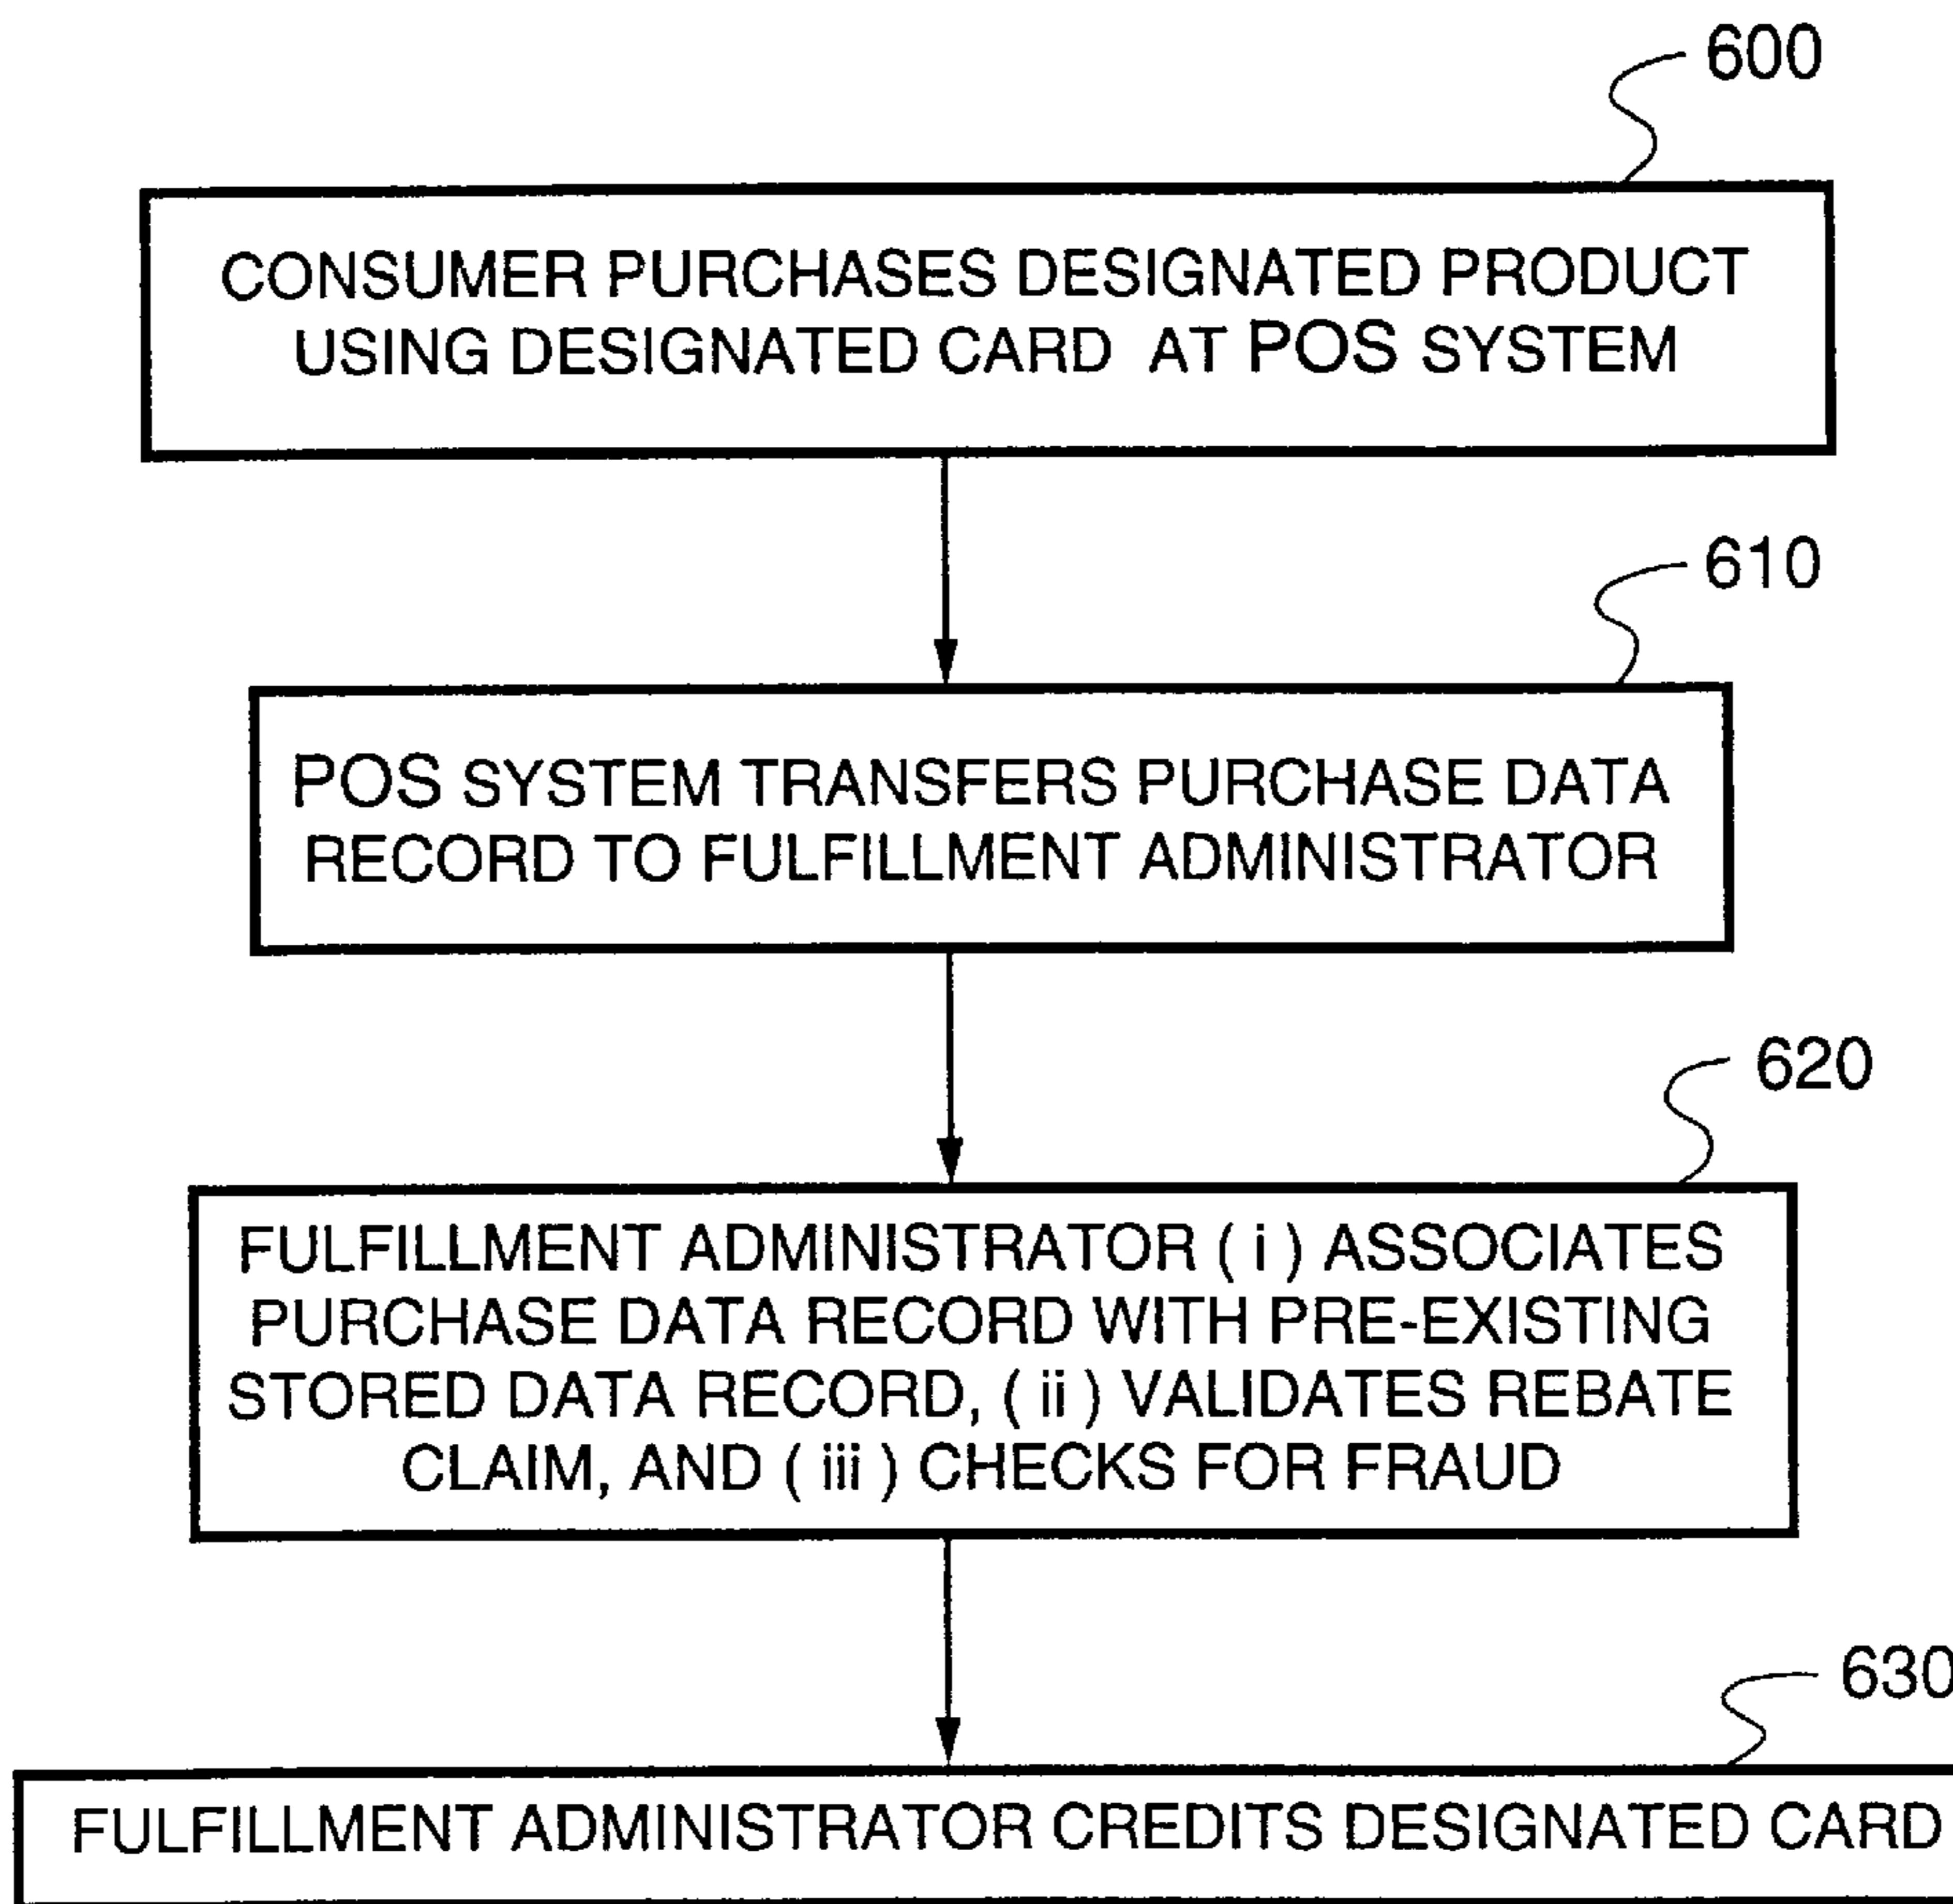 600
CONSUMER PURCHASES DESIGNATED PRODUCT
USING DESIGNATED CARD AT POS SYSTEM
610
POS SYSTEM TRANSFERS PURCHASE DATA
RECORD TO FULFILLMENT ADMINISTRATOR
620
FULFILLMENT ADMINISTRATOR ( i ) ASSOCIATES
PURCHASE DATA RECORD WITH PRE-EXISTING
STORED DATA RECORD, ( ii ) VALIDATES REBATE
CLAIM, AND ( iii ) CHECKS FOR FRAUD
630
FULFILLMENT ADMINISTRATOR CREDITS DESIGNATED CARD